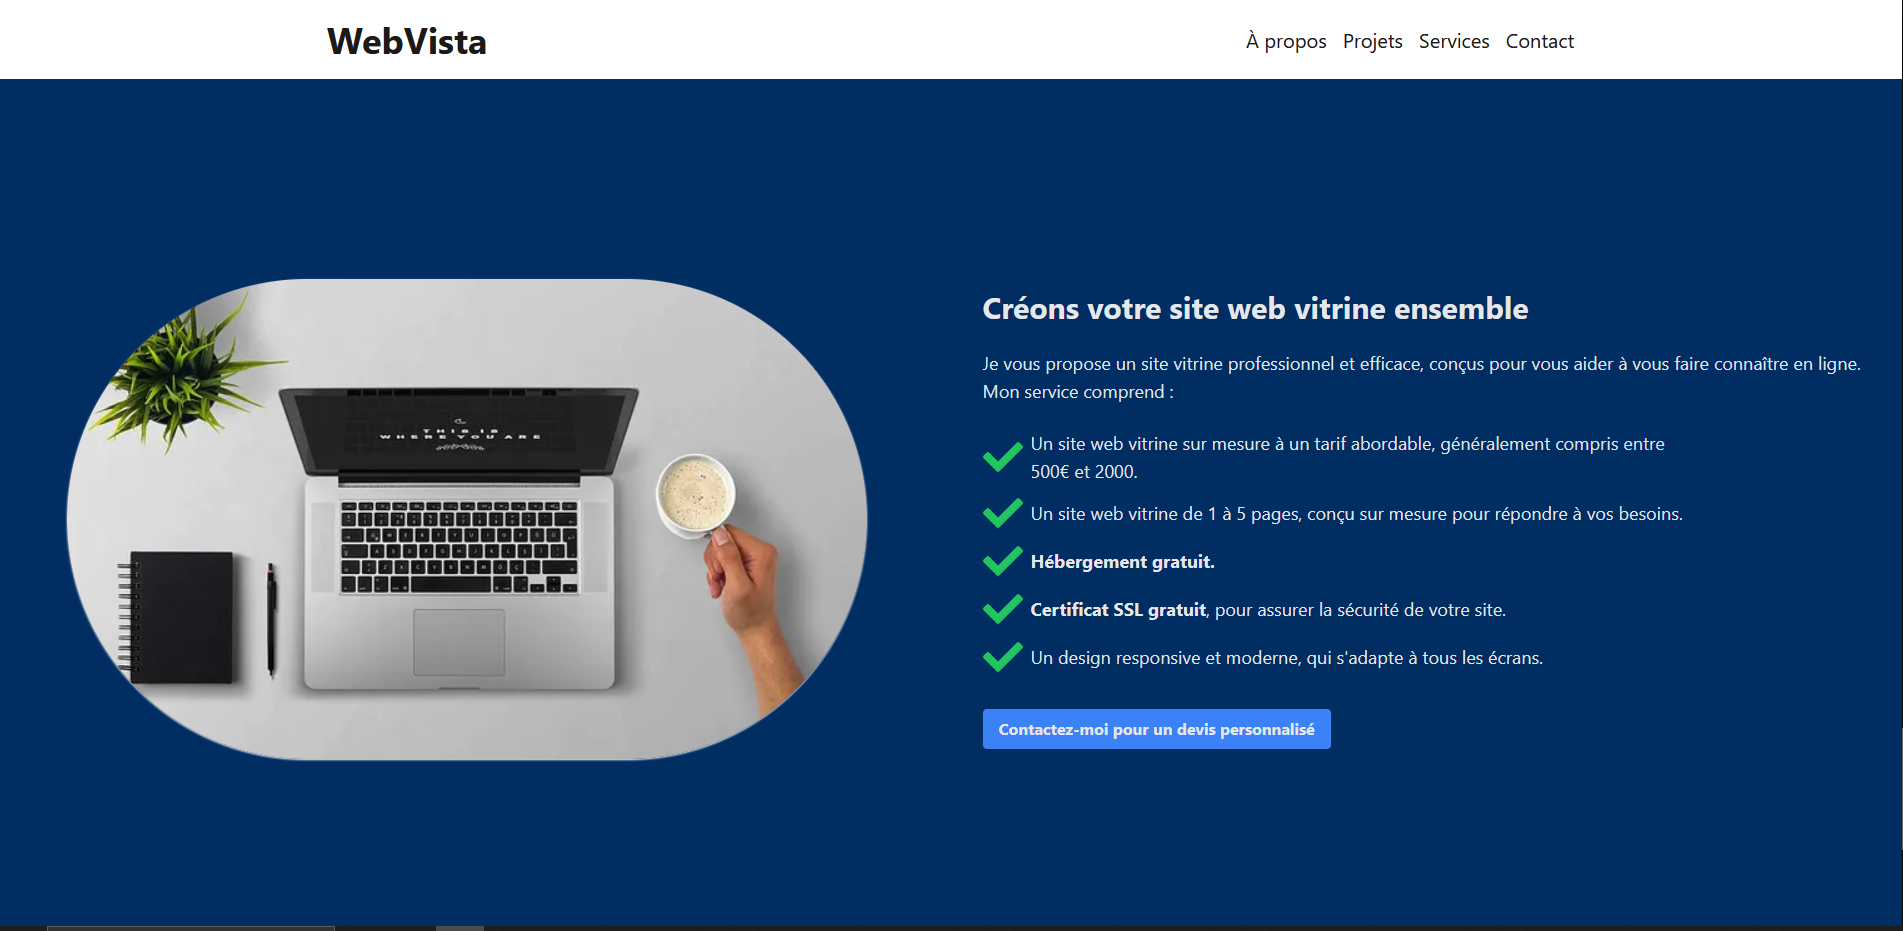 WebVista
À propos Projets Services Contact
THIS IS
WHERE YOU ARE
Créons votre site web vitrine ensemble
Je vous propose un site vitrine professionnel et efficace, conçus pour vous aider à vous faire connaître en ligne.
Mon service comprend :
Un site web vitrine sur mesure à un tarif abordable, généralement compris entre
500€ et 2000.
Un site web vitrine de 1 à 5 pages, conçu sur mesure pour répondre à vos besoins.
Hébergement gratuit.
Certificat SSL gratuit, pour assurer la sécurité de votre site.
Un design responsive et moderne, qui s'adapte à tous les écrans.
Contactez-moi pour un devis personnalisé